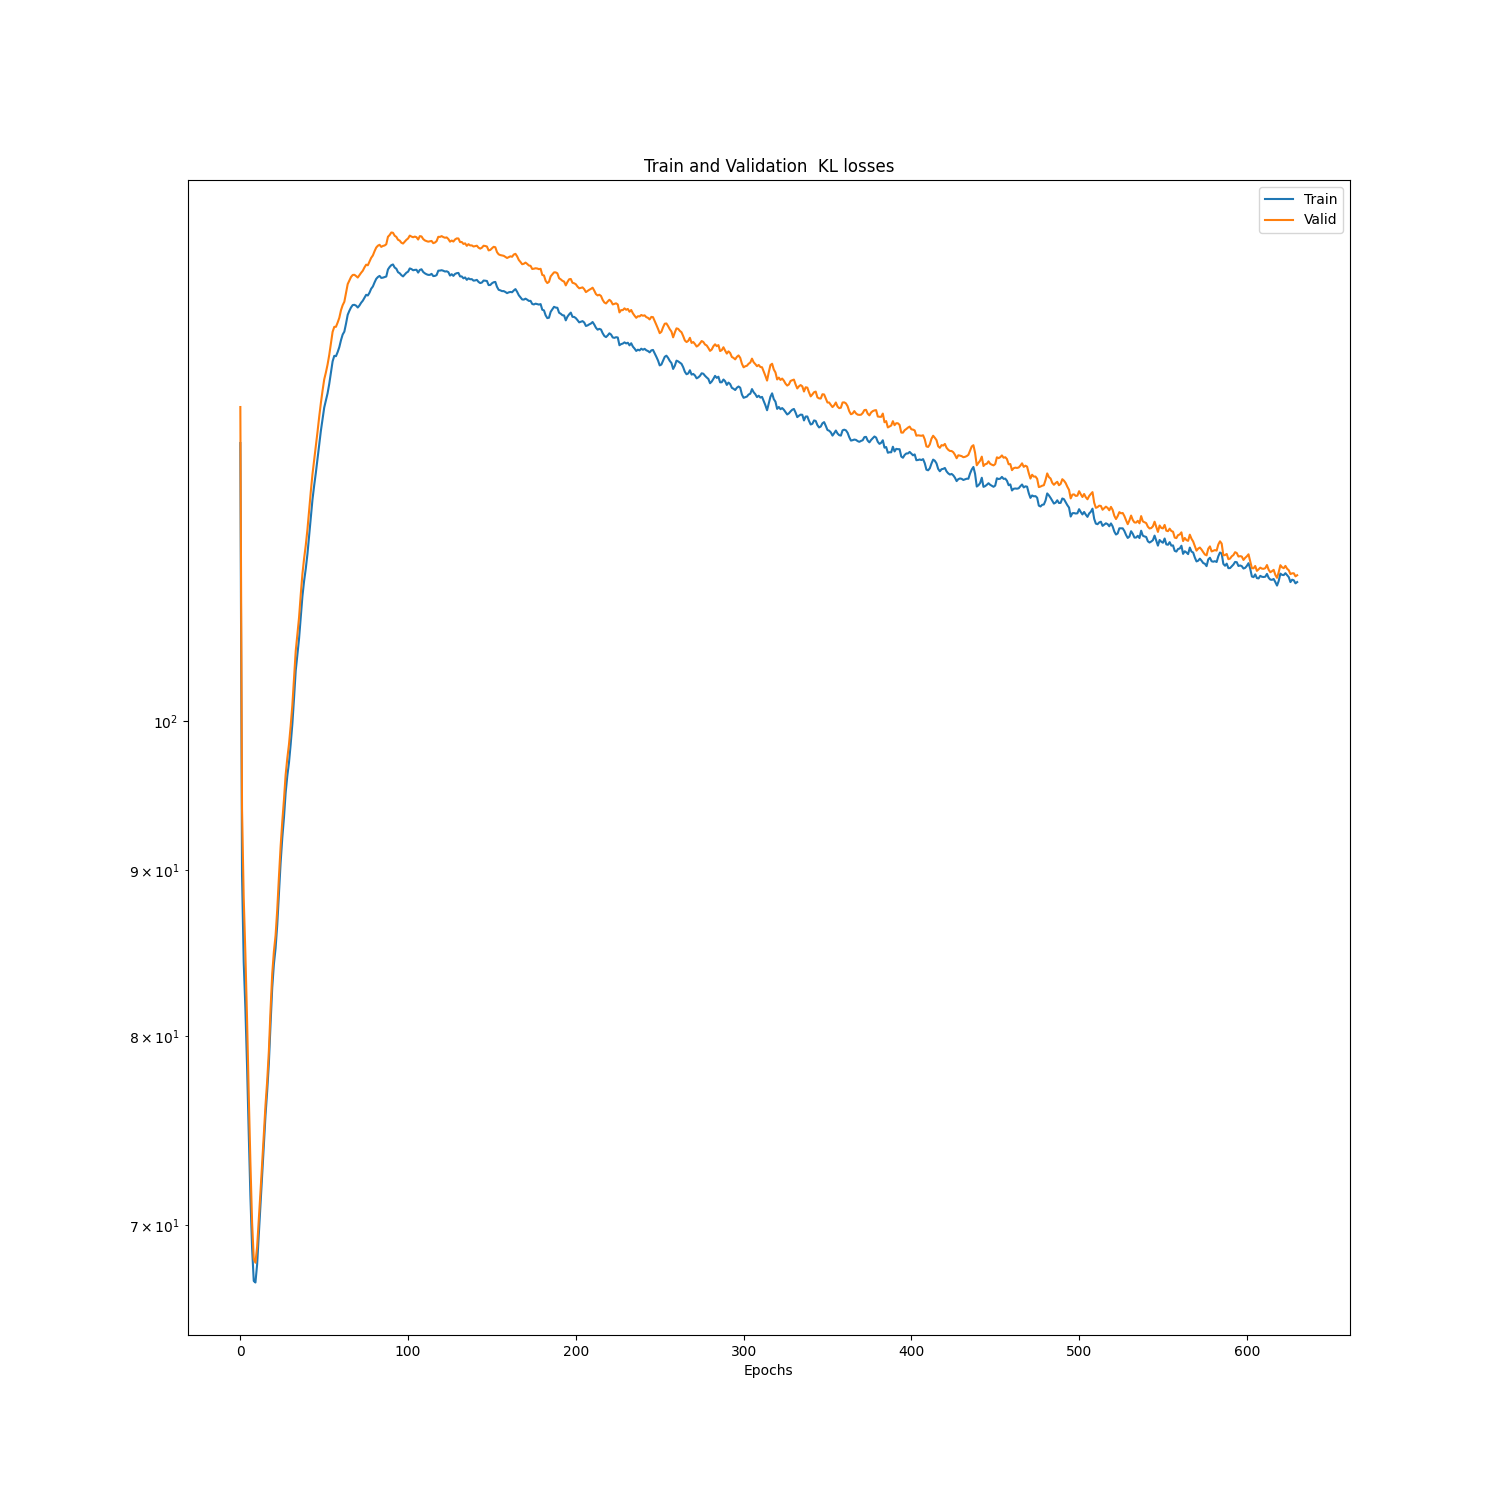 Train and Validation  KL losses
Train
Valid
10²
9 × 10¹
8 × 10¹
7 × 10¹
0 100 200 300 400 500 600
Epochs